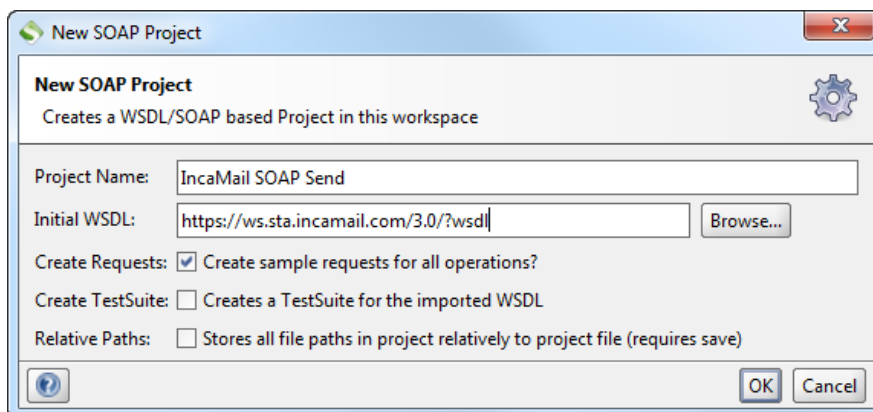 New SOAP Project
New SOAP Project
Creates a WSDL/SOAP based Project in this workspace
Project Name: IncaMail SOAP Send
Initial WSDL: https://ws.sta.incamail.com/3.0/?wsdl Browse...
Create Requests: Create sample requests for all operations?
Create TestSuite: Creates a TestSuite for the imported WSDL
Relative Paths: Stores all file paths in project relatively to project file (requires save)
OK Cancel